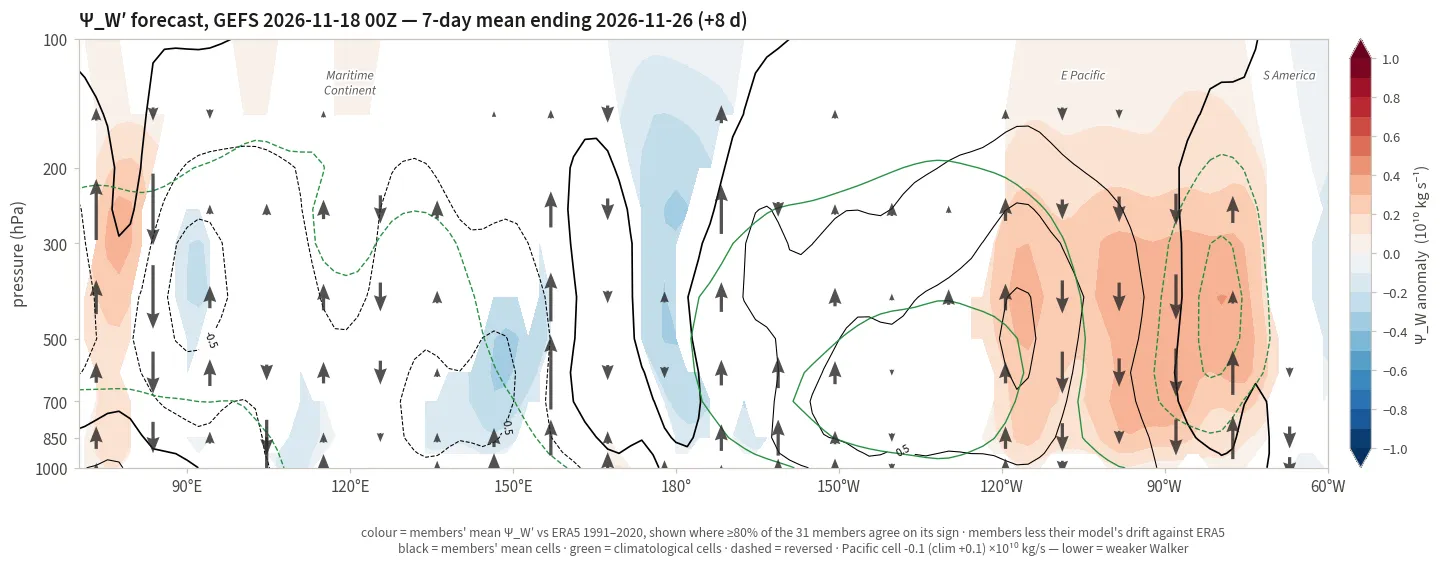 Ψ_W′ forecast, GEFS 2026-11-18 00Z — 7-day mean ending 2026-11-26 (+8 d)
100
200
300
400
500
700
850
1000
pressure (hPa)
Maritime
Continent
E Pacific
S America
0.5
0.5
0.5
90°E
120°E
150°E
180°
150°W
120°W
90°W
60°W
1.0
0.8
0.6
0.4
0.2
0.0
−0.2
−0.4
−0.6
−0.8
−1.0
Ψ_W anomaly (10¹⁰ kg s⁻¹)
colour = members' mean Ψ_W′ vs ERA5 1991–2020, shown where ≥80% of the 31 members agree on its sign · members less their model's drift against ERA5
black = members' mean cells · green = climatological cells · dashed = reversed · Pacific cell -0.1 (clim +0.1) ×10¹⁰ kg/s — lower = weaker Walker